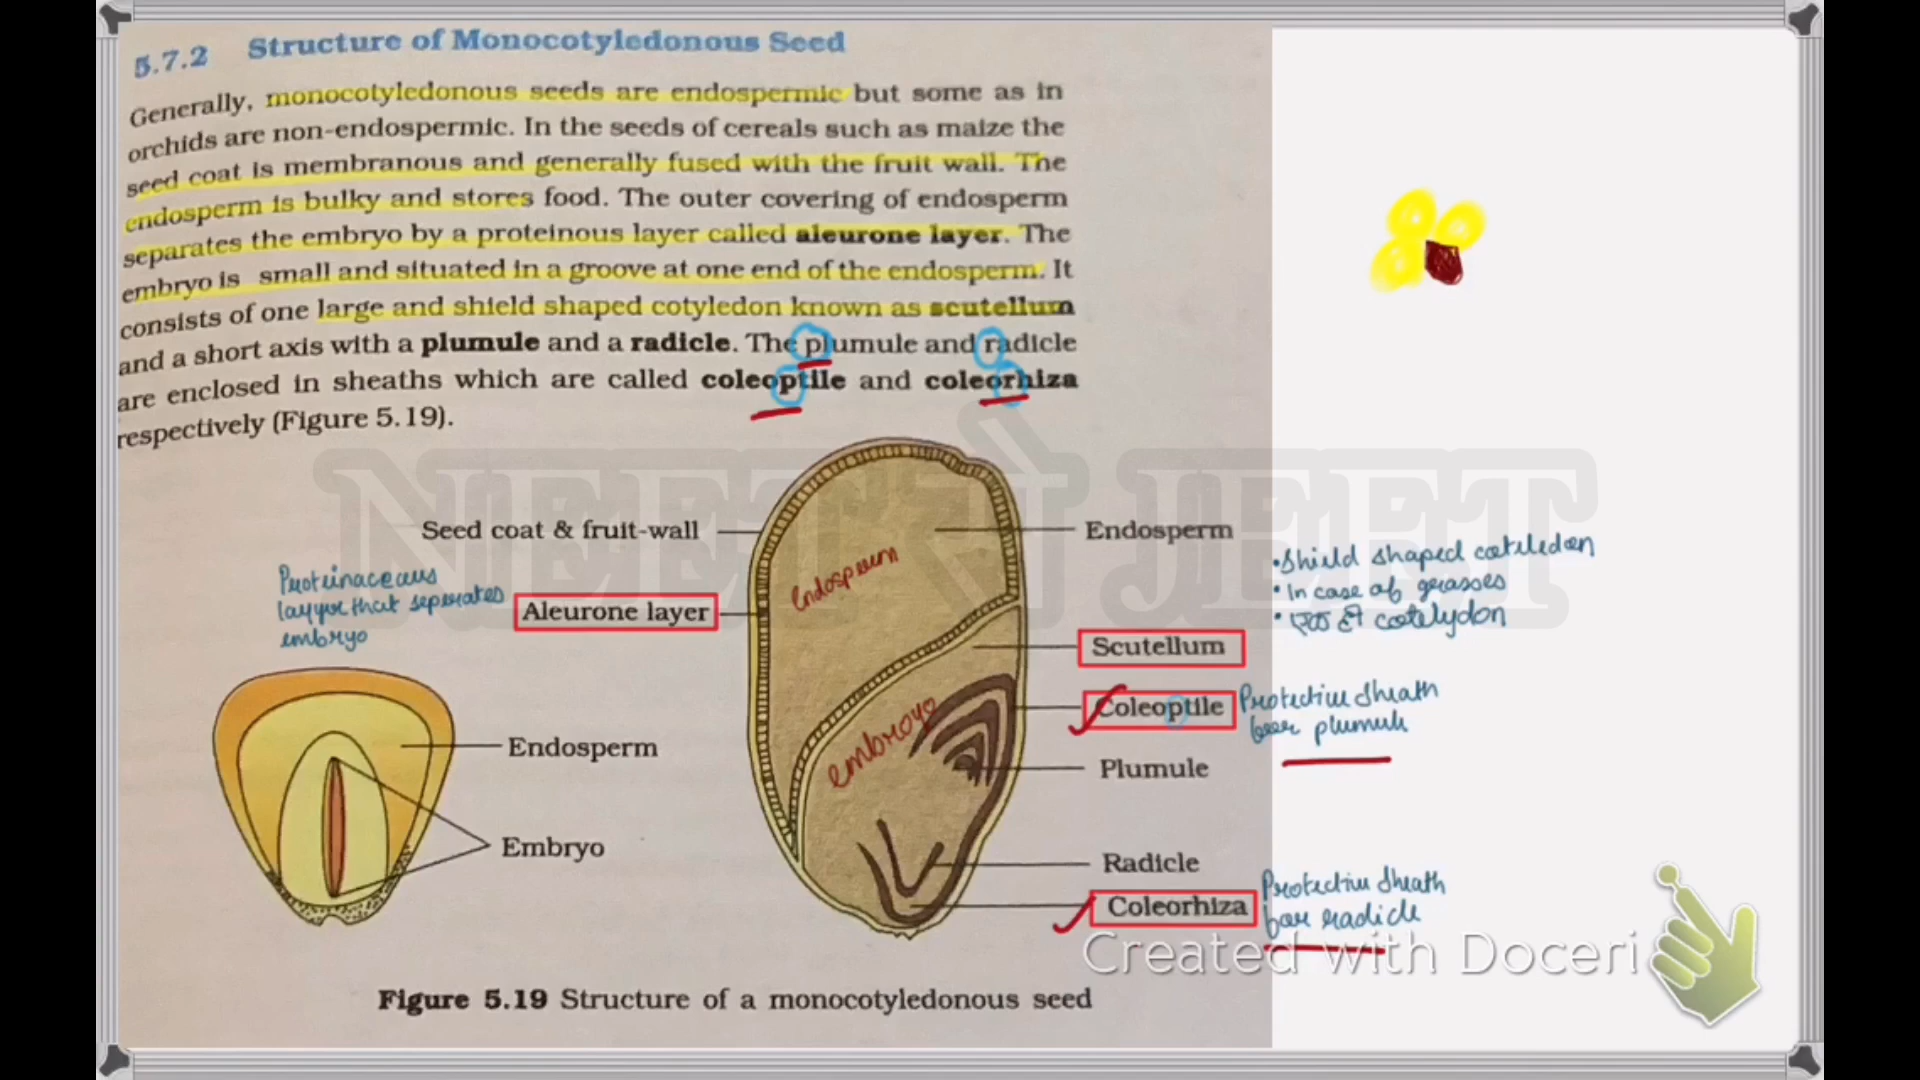 5.7.2 Structure of Monocotyledonous Seed
Generally, monocotyledonous seeds are endospermic but some as in
orchids are non-endospermic. In the seeds of cereals such as maize the
seed coat is membranous and generally fused with the fruit wall. The
endosperm is bulky and stores food. The outer covering of endosperm
separates the embryo by a proteinous layer called aleurone layer. The
embryo is small and situated in a groove at one end of the endosperm. It
consists of one large and shield shaped cotyledon known as scutellum
and a short axis with a plumule and a radicle. The plumule and radicle
are enclosed in sheaths which are called coleoptile and coleorhiza
respectively (Figure 5.19).
NEET JEET
Seed coat & fruit-wall
Endosperm
Endosperm
Proteinaceous
layer that seperates
embryo
Aleurone layer
• Shield shaped cotiledon
• In case of grasses
• एक ही cotelydon
Scutellum
Coleoptile
Protective Sheath
for plumule
embroyo
Endosperm
Plumule
Embryo
Radicle
Coleorhiza
Protective Sheath
for radicle
Created with Doceri
Figure 5.19 Structure of a monocotyledonous seed